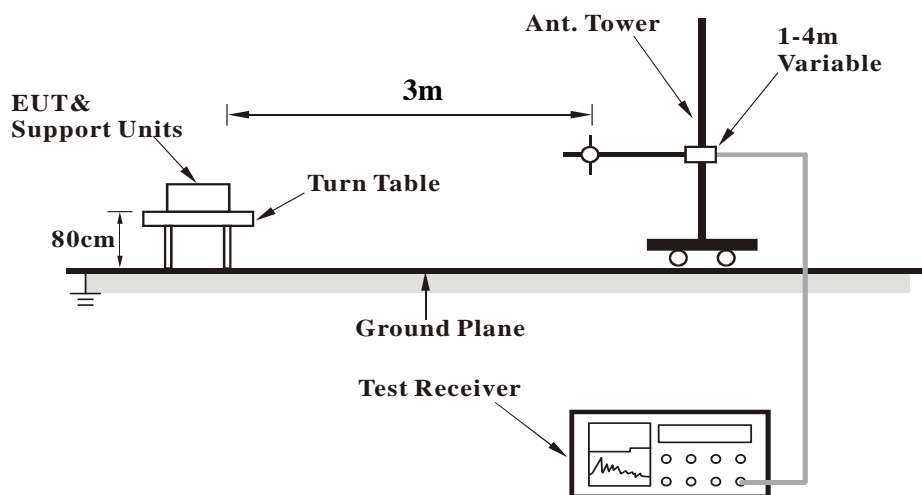 Ant. Tower
1-4m
Variable
3m
EUT&
Support Units
Turn Table
80cm
Ground Plane
Test Receiver